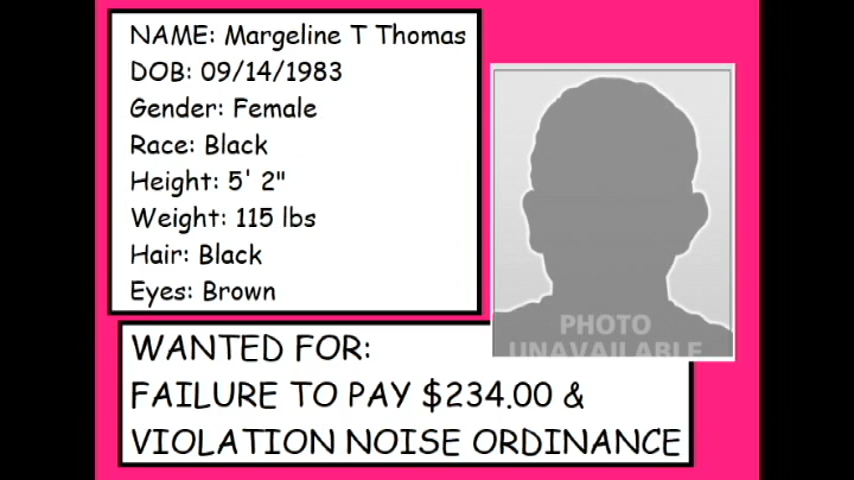 NAME: Margeline T Thomas
DOB: 09/14/1983
Gender: Female
Race: Black
Height: 5' 2"
Weight: 115 lbs
Hair: Black
Eyes: Brown
PHOTO
UNAVAILABLE
WANTED FOR:
FAILURE TO PAY $234.00 &
VIOLATION NOISE ORDINANCE